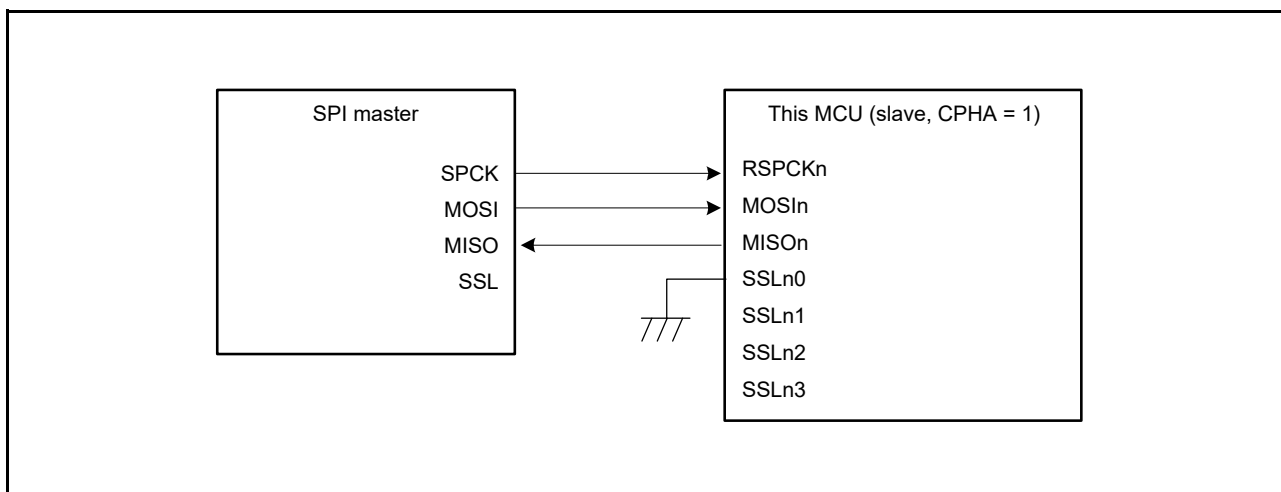 SPI master
SPCK
MOSI
MISO
SSL
This MCU (slave, CPHA = 1)
RSPCKn
MOSIn
MISOn
SSLn0
SSLn1
SSLn2
SSLn3